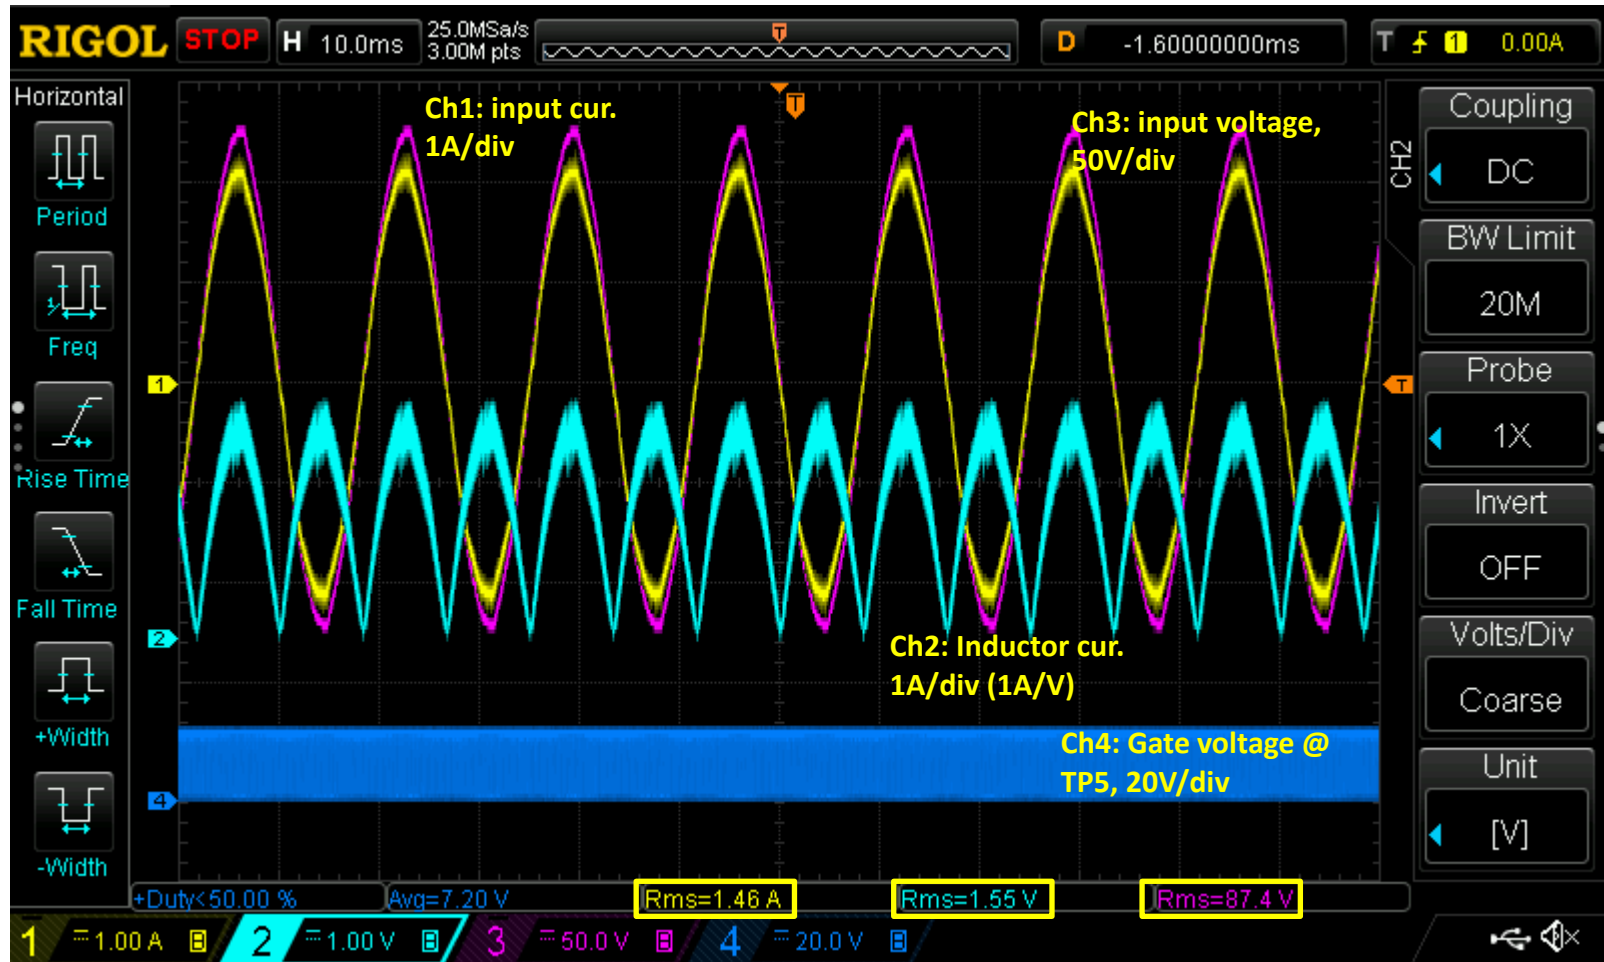 RIGOL STOP H 10.0ms 25.0MSa/s D -1.60000000ms T 1 0.00A
3.00M pts
T
Horizontal
Period
Freq
Rise Time
Fall Time
+Width
-Width
T
Ch1: input cur.
1A/div
Ch3: input voltage,
50V/div
1
T
2
Ch2: Inductor cur.
1A/div (1A/V)
Ch4: Gate voltage @
TP5, 20V/div
4
CH2
Coupling
DC
BW Limit
20M
Probe
1X
Invert
OFF
Volts/Div
Coarse
Unit
[V]
+Duty<50.00 % Avg=7.20 V Rms=1.46 A Rms=1.55 V Rms=87.4 V
1 1.00 A B 2 1.00 V B 3 50.0 V B 4 20.0 V B